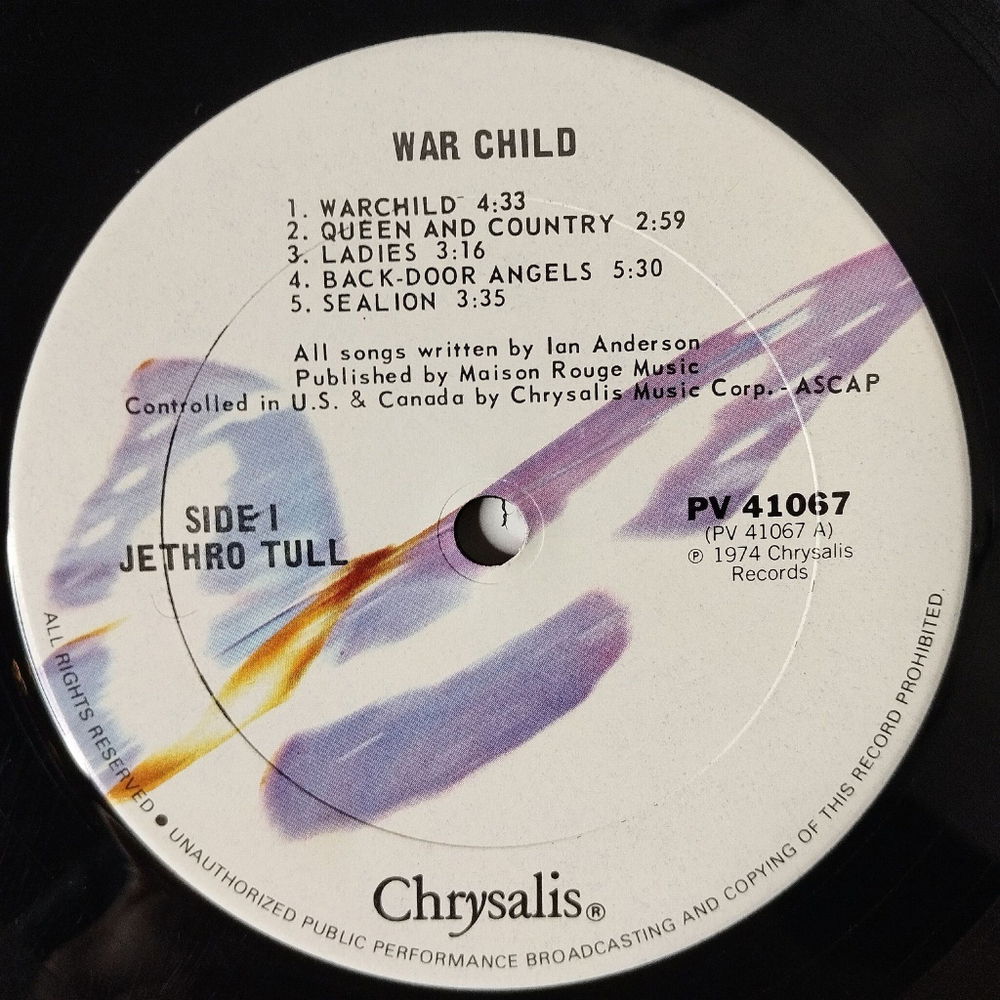 WAR CHILD
1. WARCHILD 4:33
2. QUEEN AND COUNTRY 2:59
3. LADIES 3:16
4. BACK-DOOR ANGELS 5:30
5. SEALION 3:35
All songs written by Ian Anderson
Published by Maison Rouge Music
Controlled in U.S. & Canada by Chrysalis Music Corp. - ASCAP
SIDE 1
JETHRO TULL
PV 41067
(PV 41067 A)
℗ 1974 Chrysalis
Records
Chrysalis®
ALL RIGHTS RESERVED ● UNAUTHORIZED PUBLIC PERFORMANCE BROADCASTING AND COPYING OF THIS RECORD PROHIBITED.